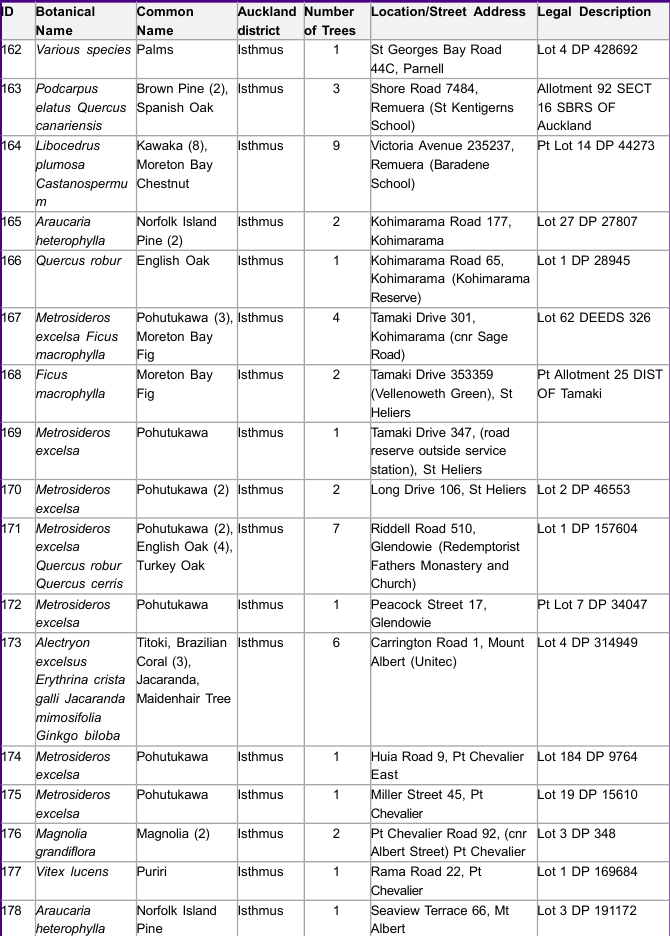 ID Botanical Name Common Name Auckland district Number of Trees Location/Street Address Legal Description
162 Various species Palms Isthmus 1 St Georges Bay Road 44C, Parnell Lot 4 DP 428692
163 Podcarpus elatus Quercus canariensis Brown Pine (2), Spanish Oak Isthmus 3 Shore Road 7484, Remuera (St Kentigerns School) Allotment 92 SECT 16 SBRS OF Auckland
164 Libocedrus plumosa Castanospermum Kawaka (8), Moreton Bay Chestnut Isthmus 9 Victoria Avenue 235237, Remuera (Baradene School) Pt Lot 14 DP 44273
165 Araucaria heterophylla Norfolk Island Pine (2) Isthmus 2 Kohimarama Road 177, Kohimarama Lot 27 DP 27807
166 Quercus robur English Oak Isthmus 1 Kohimarama Road 65, Kohimarama (Kohimarama Reserve) Lot 1 DP 28945
167 Metrosideros excelsa Ficus macrophylla Pohutukawa (3), Moreton Bay Fig Isthmus 4 Tamaki Drive 301, Kohimarama (cnr Sage Road) Lot 62 DEEDS 326
168 Ficus macrophylla Moreton Bay Fig Isthmus 2 Tamaki Drive 353359 (Vellenoweth Green), St Heliers Pt Allotment 25 DIST OF Tamaki
169 Metrosideros excelsa Pohutukawa Isthmus 1 Tamaki Drive 347, (road reserve outside service station), St Heliers
170 Metrosideros excelsa Pohutukawa (2) Isthmus 2 Long Drive 106, St Heliers Lot 2 DP 46553
171 Metrosideros excelsa Quercus robur Quercus cerris Pohutukawa (2), English Oak (4), Turkey Oak Isthmus 7 Riddell Road 510, Glendowie (Redemptorist Fathers Monastery and Church) Lot 1 DP 157604
172 Metrosideros excelsa Pohutukawa Isthmus 1 Peacock Street 17, Glendowie Pt Lot 7 DP 34047
173 Alectryon excelsus Erythrina crista galli Jacaranda mimosifolia Ginkgo biloba Titoki, Brazilian Coral (3), Jacaranda, Maidenhair Tree Isthmus 6 Carrington Road 1, Mount Albert (Unitec) Lot 4 DP 314949
174 Metrosideros excelsa Pohutukawa Isthmus 1 Huia Road 9, Pt Chevalier East Lot 184 DP 9764
175 Metrosideros excelsa Pohutukawa Isthmus 1 Miller Street 45, Pt Chevalier Lot 19 DP 15610
176 Magnolia grandiflora Magnolia (2) Isthmus 2 Pt Chevalier Road 92, (cnr Albert Street) Pt Chevalier Lot 3 DP 348
177 Vitex lucens Puriri Isthmus 1 Rama Road 22, Pt Chevalier Lot 1 DP 169684
178 Araucaria heterophylla Norfolk Island Pine Isthmus 1 Seaview Terrace 66, Mt Albert Lot 3 DP 191172